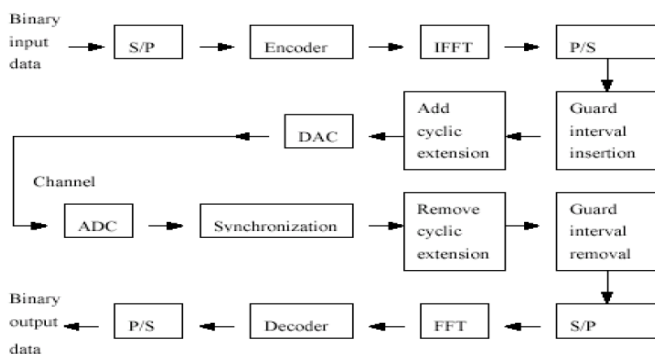 Binary
input
data
S/P
Encoder
IFFT
P/S
DAC
Add
cyclic
extension
Guard
interval
insertion
Channel
ADC
Synchronization
Remove
cyclic
extension
Guard
interval
removal
Binary
output
data
P/S
Decoder
FFT
S/P